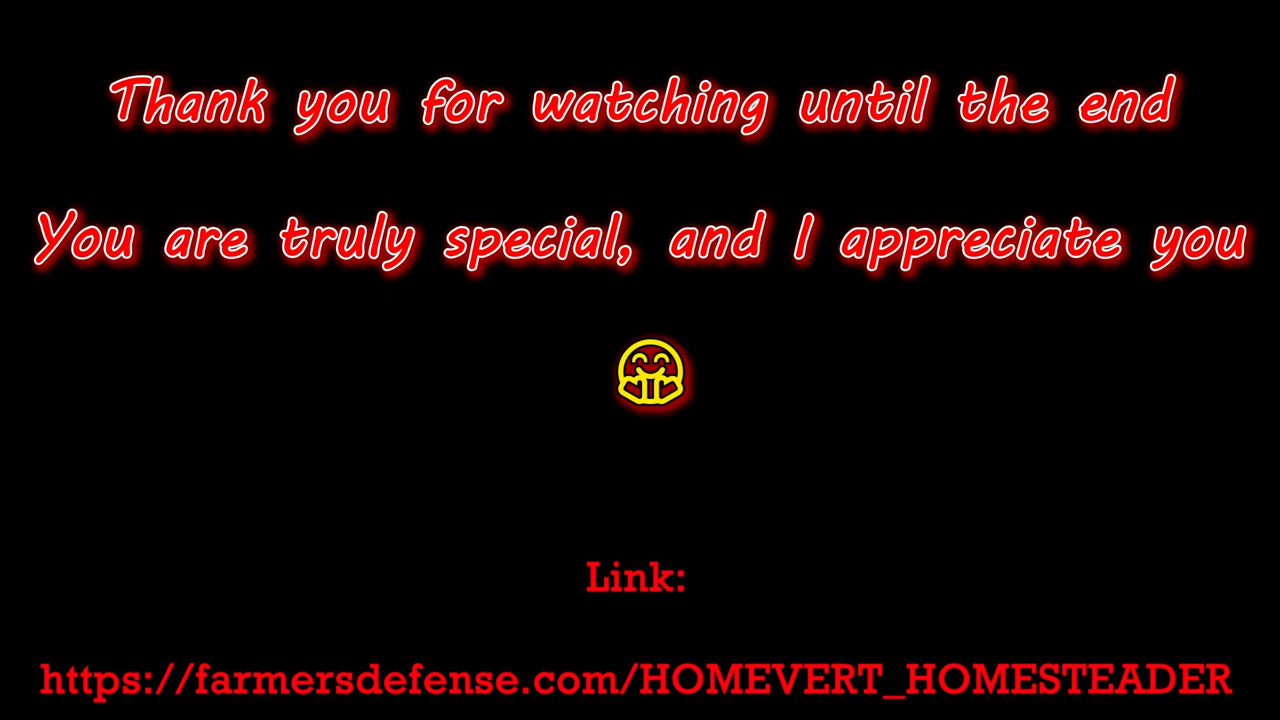 Thank you for watching until the end
You are truly special, and I appreciate you
Link:
https://farmersdefense.com/HOMEVERT_HOMESTEADER